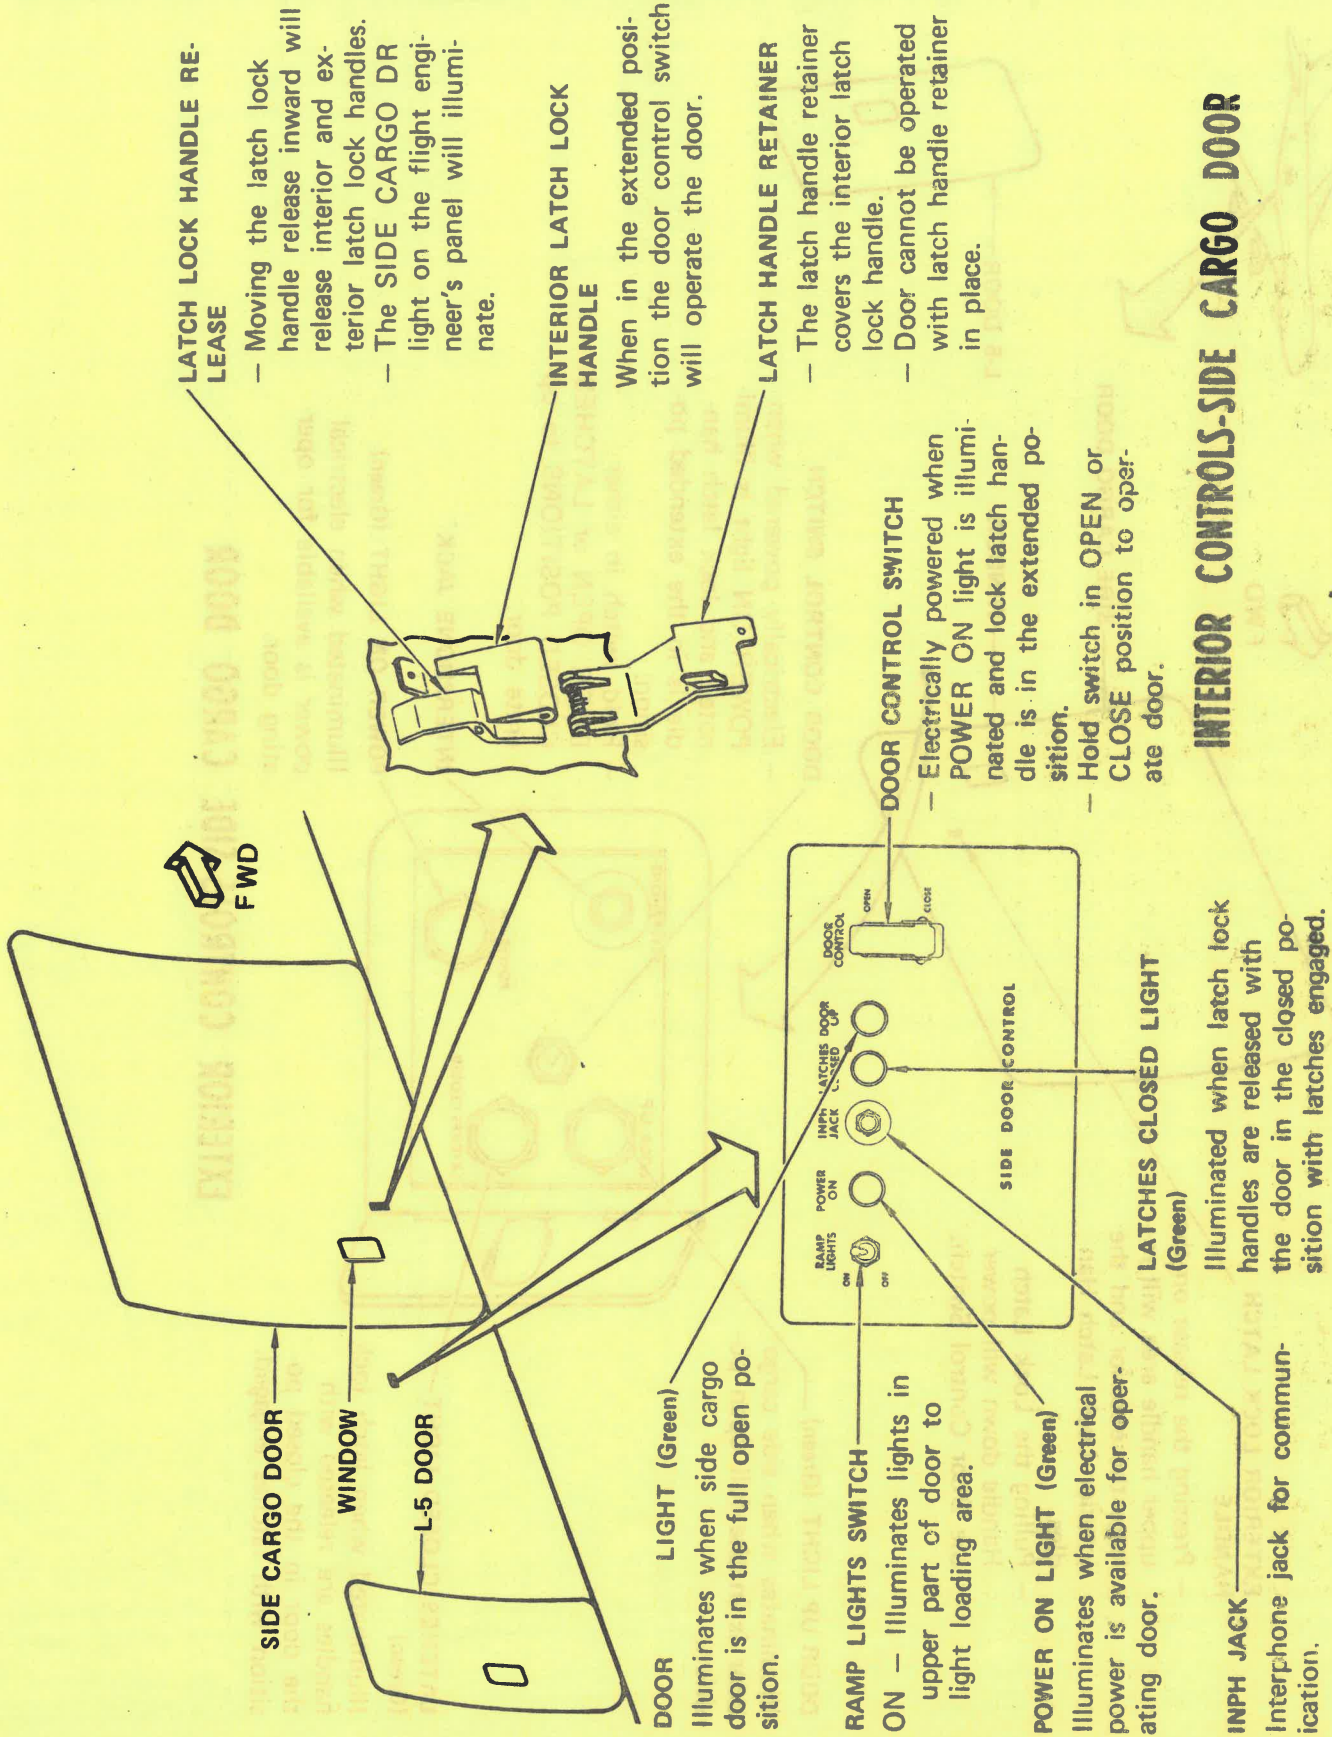 SIDE CARGO DOOR
WINDOW
L-5 DOOR
FWD
LATCH LOCK HANDLE RE-
LEASE
— Moving the latch lock
handle release inward will
release interior and ex-
terior latch lock handles.
— The SIDE CARGO DR
light on the flight engi-
neer's panel will illumi-
nate.
INTERIOR LATCH LOCK
HANDLE
When in the extended posi-
tion the door control switch
will operate the door.
LATCH HANDLE RETAINER
— The latch handle retainer
covers the interior latch
lock handle.
— Door cannot be operated
with latch handle retainer
in place.
DOOR LIGHT (Green)
Illuminates when side cargo
door is in the full open po-
sition.
RAMP LIGHTS SWITCH
ON — Illuminates lights in
upper part of door to
light loading area.
POWER ON LIGHT (Green)
Illuminates when electrical
power is available for oper-
ating door.
INPH JACK
Interphone jack for commun-
ication.
RAMP
LIGHTS
ON
OFF
POWER
ON
INPH
JACK
LATCHES
CLOSED
DOOR
UP
DOOR
CONTROL
OPEN
CLOSE
SIDE DOOR CONTROL
LATCHES CLOSED LIGHT
(Green)
Illuminated when latch lock
handles are released with
the door in the closed po-
sition with latches engaged.
DOOR CONTROL SWITCH
— Electrically powered when
POWER ON light is illumi-
nated and lock latch han-
dle is in the extended po-
sition.
— Hold switch in OPEN or
CLOSE position to oper-
ate door.
INTERIOR CONTROLS-SIDE CARGO DOOR